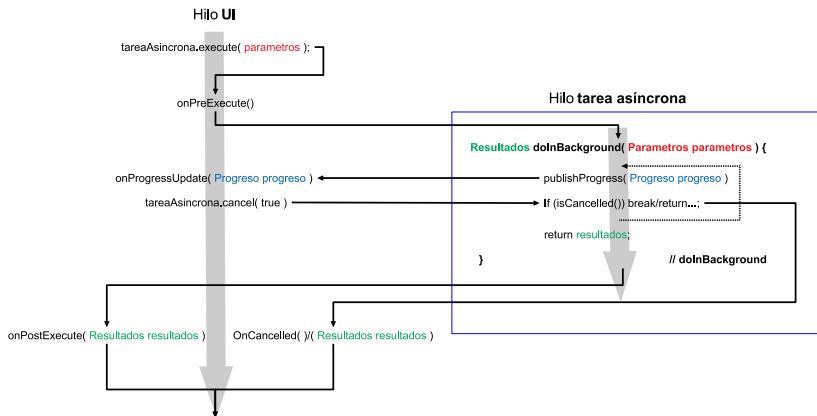 Hilo UI
tareaAsincrona.execute( parametros );
onPreExecute()
Hilo tarea asíncrona
Resultados doInBackground( Parametros parametros ) {
onProgressUpdate( Progreso progreso )
publishProgress( Progreso progreso )
tareaAsincrona.cancel( true )
If (isCancelled()) break/return...;
return resultados;
} // doInBackground
onPostExecute( Resultados resultados )
OnCancelled( )/( Resultados resultados )